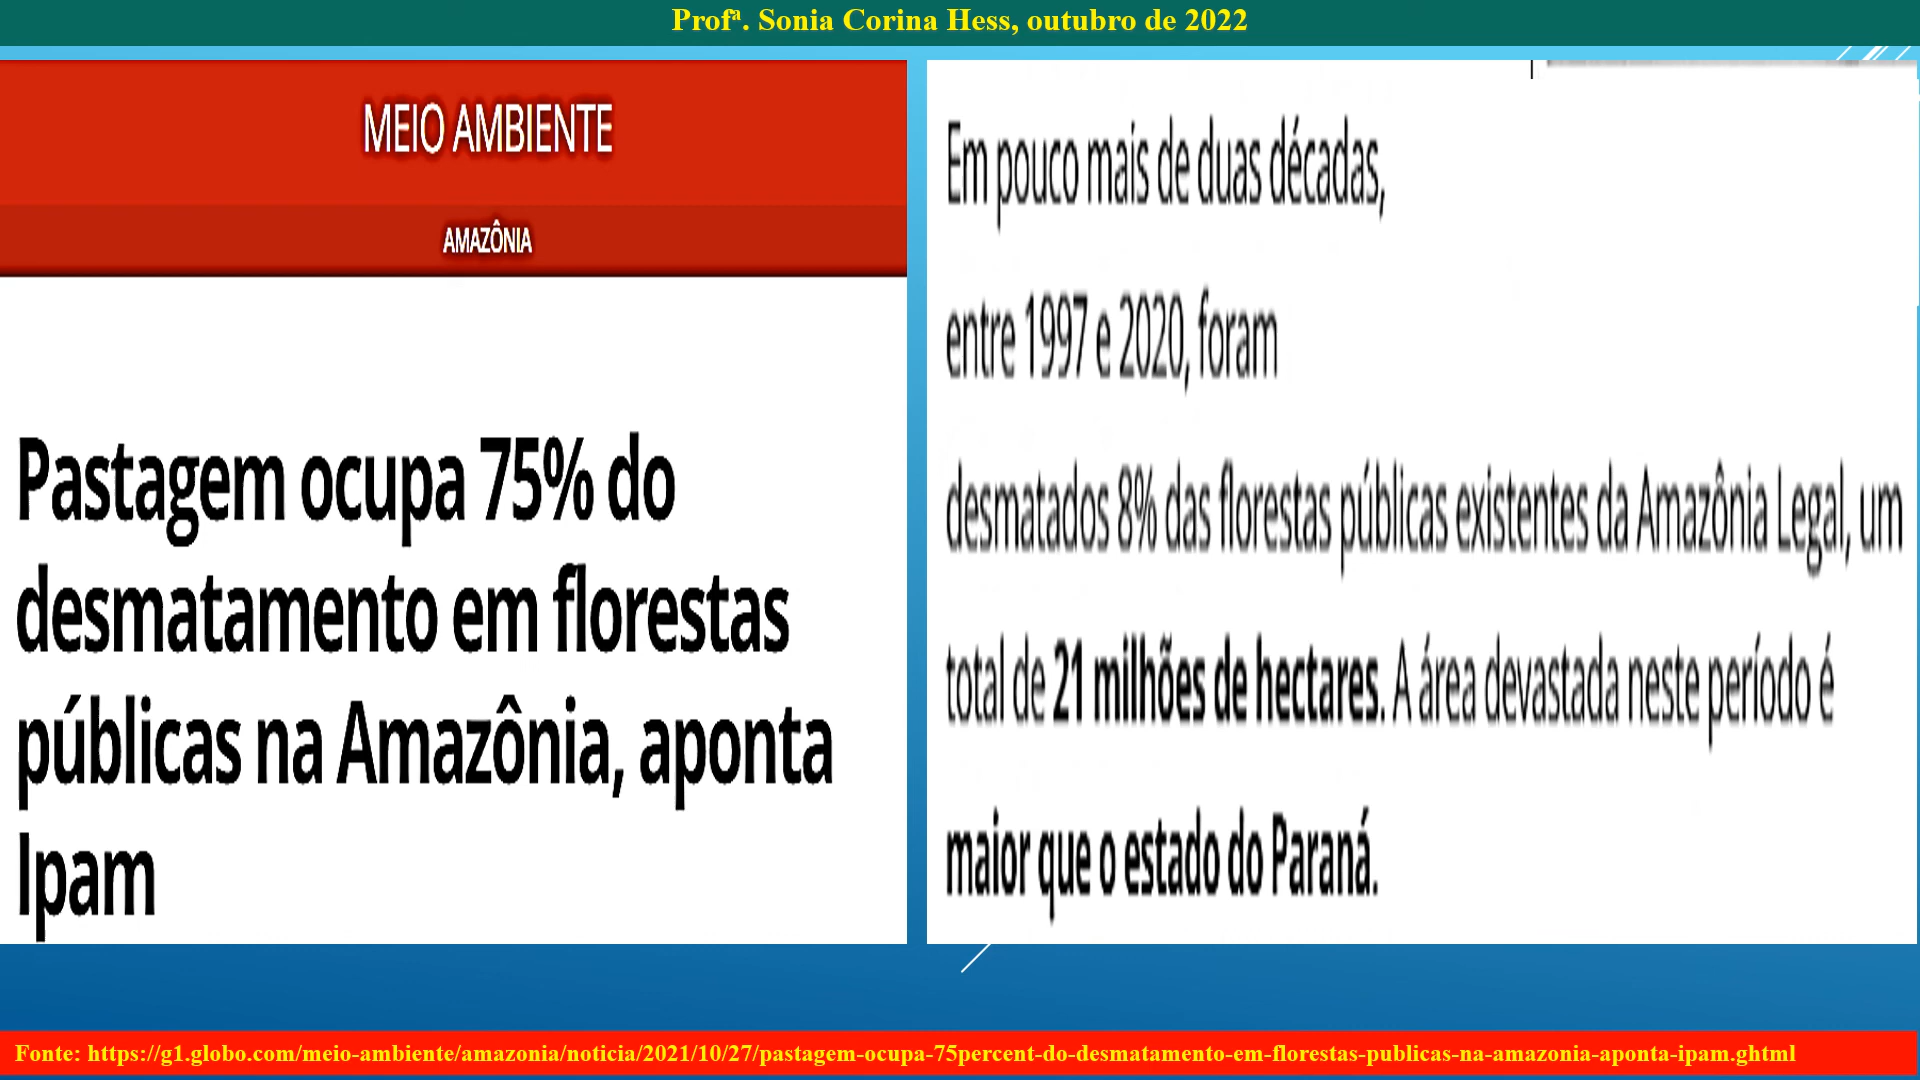 Profª. Sonia Corina Hess, outubro de 2022
MEIO AMBIENTE
AMAZÔNIA
Pastagem ocupa 75% do
desmatamento em florestas
públicas na Amazônia, aponta
Ipam
Em pouco mais de duas décadas,
entre 1997 e 2020, foram
desmatados 8% das florestas públicas existentes da Amazônia Legal, um
total de 21 milhões de hectares. A área devastada neste período é
maior que o estado do Paraná.
Fonte: https://g1.globo.com/meio-ambiente/amazonia/noticia/2021/10/27/pastagem-ocupa-75percent-do-desmatamento-em-florestas-publicas-na-amazonia-aponta-ipam.ghtml